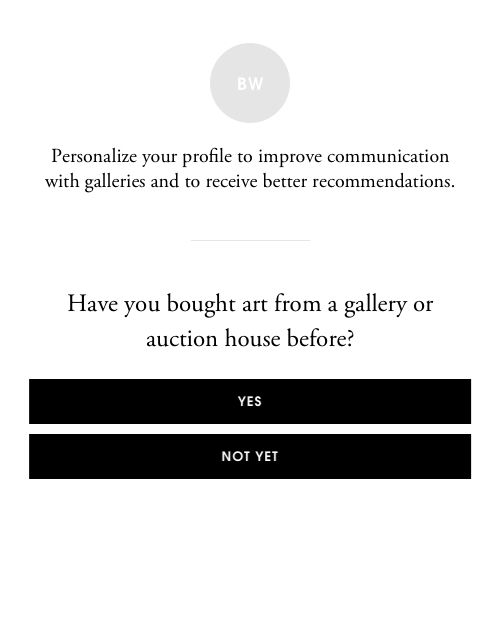 BW
Personalize your profile to improve communication
with galleries and to receive better recommendations.
Have you bought art from a gallery or
auction house before?
YES
NOT YET